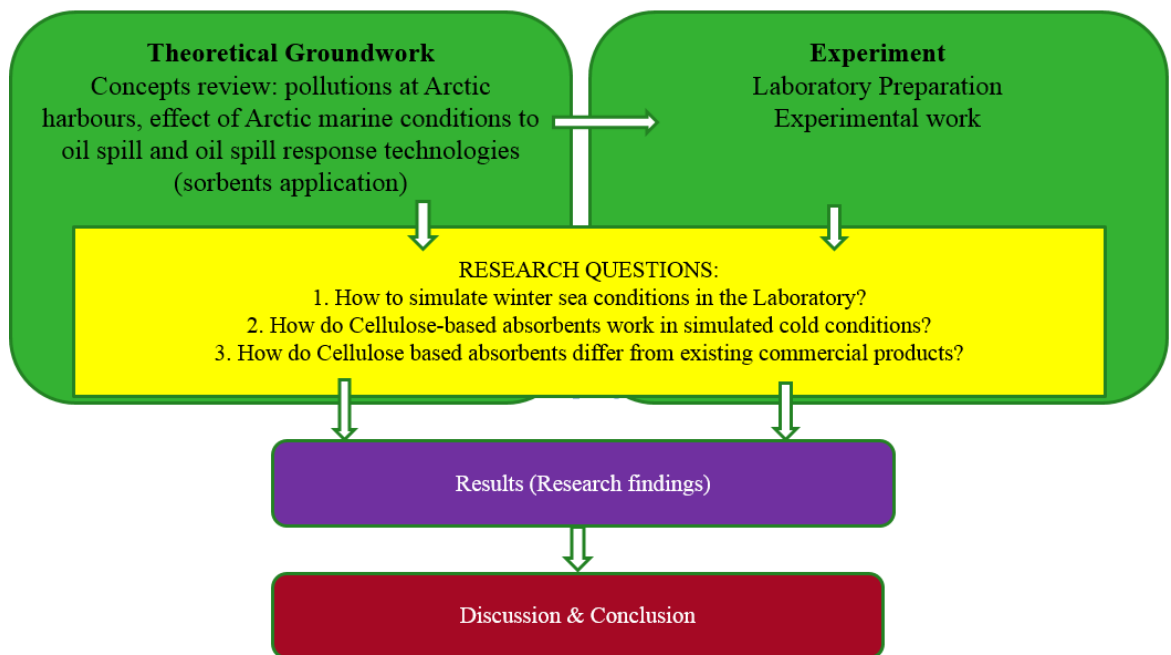 Theoretical Groundwork
Concepts review: pollutions at Arctic
harbours, effect of Arctic marine conditions to
oil spill and oil spill response technologies
(sorbents application)
Experiment
Laboratory Preparation
Experimental work
RESEARCH QUESTIONS:
1. How to simulate winter sea conditions in the Laboratory?
2. How do Cellulose-based absorbents work in simulated cold conditions?
3. How do Cellulose based absorbents differ from existing commercial products?
Results (Research findings)
Discussion & Conclusion